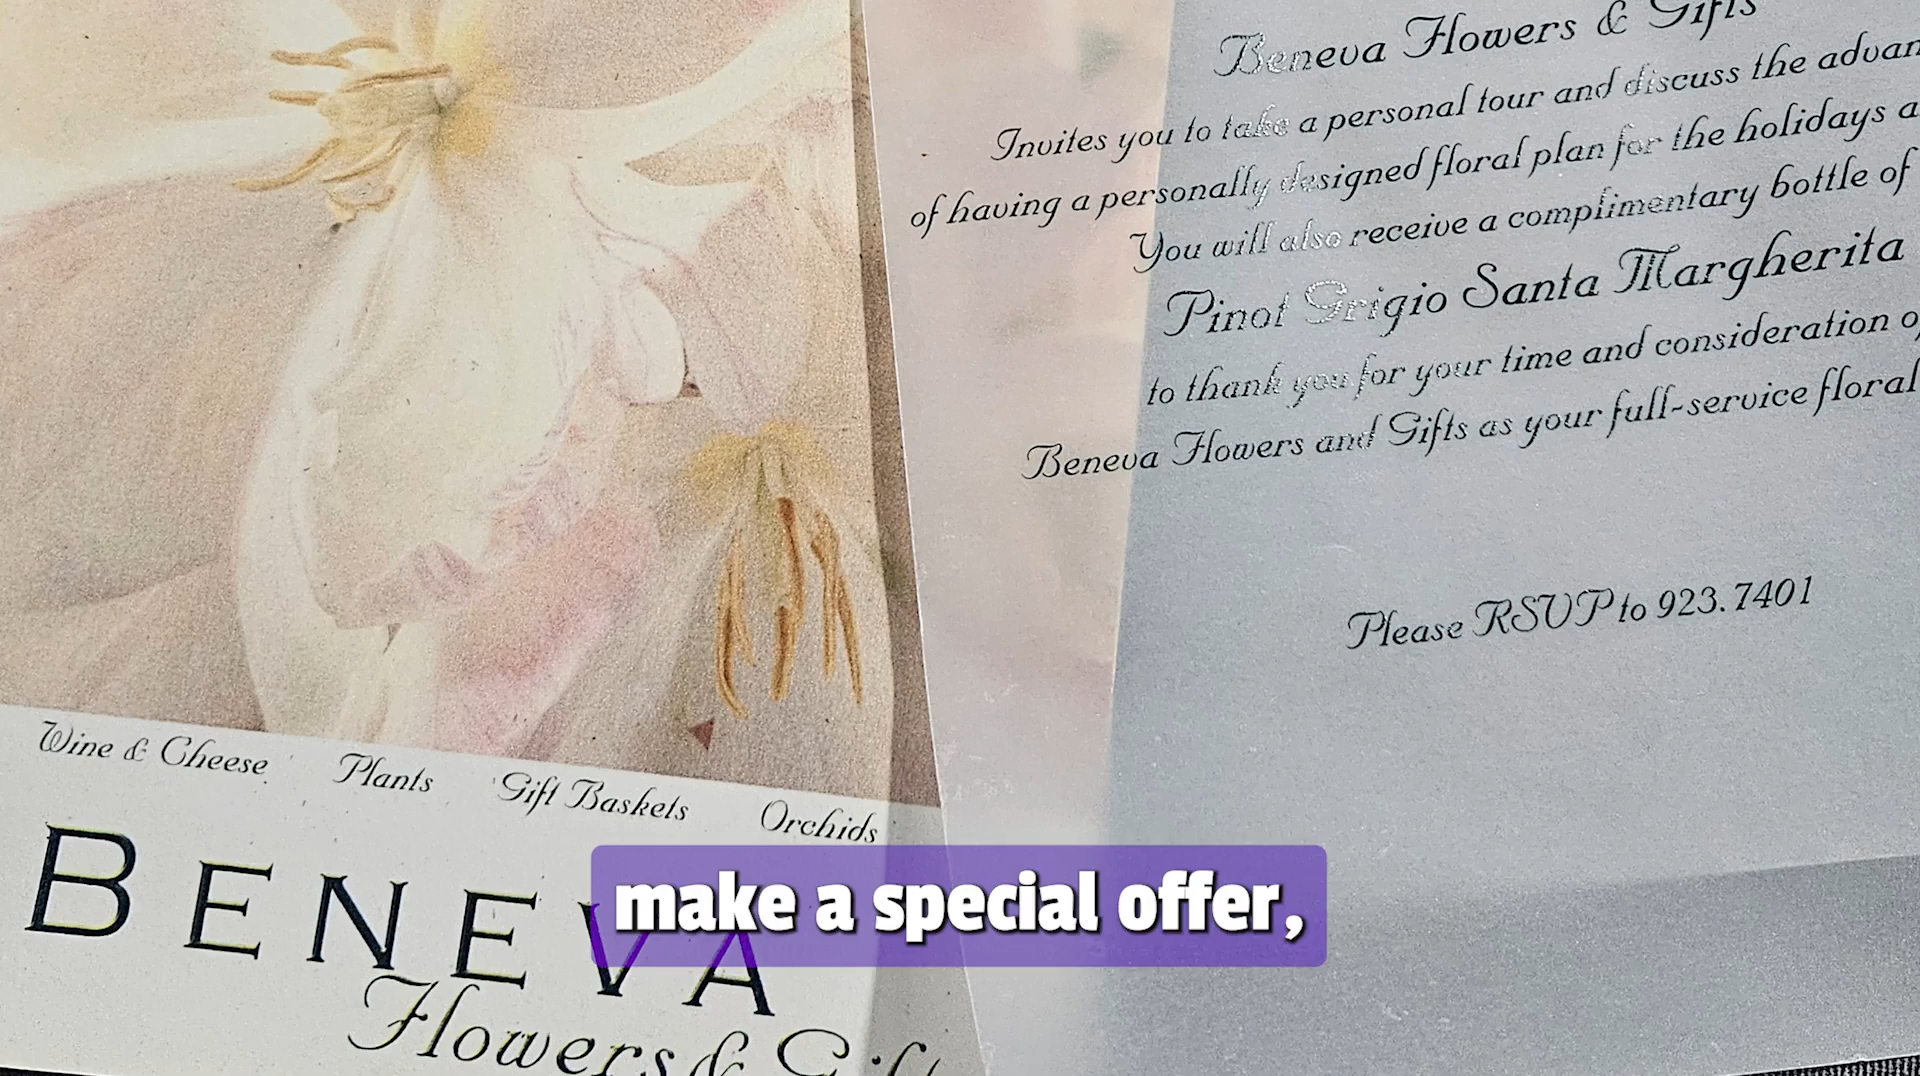 Beneva Flowers & Gifts
Invites you to take a personal tour and discuss the
of having a personally designed floral plan for the holidays
You will also receive a complimentary bottle of
Pinot Grigio Santa Margherita
to thank you for your time and consideration
Beneva Flowers and Gifts as your full-service floral
Please RSVP to 923.7401
Wine & Cheese Plants Gift Baskets Orchids
BENEVA
Flowers &
make a special offer,